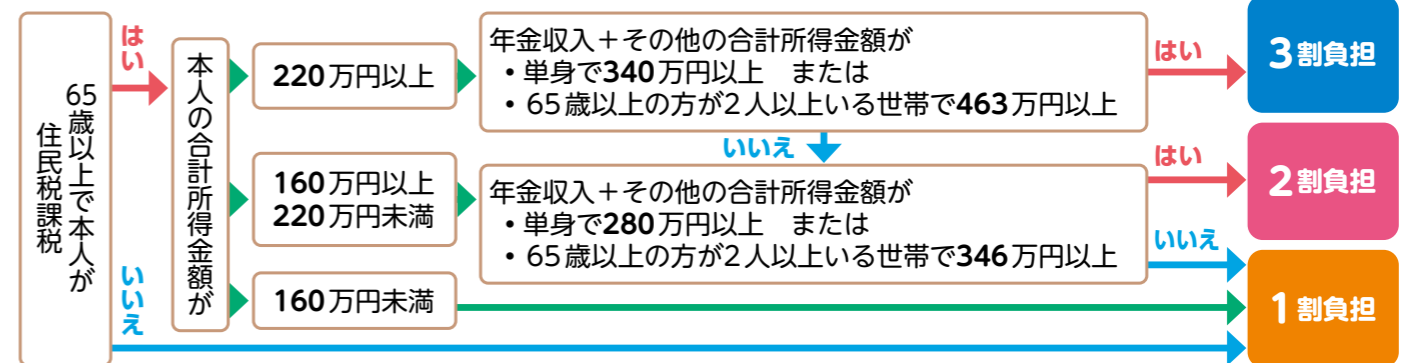 65歳以上で本人が
住民税課税
はい
いいえ
本人の合計所得金額が
220万円以上
年金収入+その他の合計所得金額が
・単身で340万円以上　または
・65歳以上の方が2人以上いる世帯で463万円以上
はい
3割負担
いいえ
160万円以上
220万円未満
年金収入+その他の合計所得金額が
・単身で280万円以上　または
・65歳以上の方が2人以上いる世帯で346万円以上
はい
2割負担
いいえ
160万円未満
1割負担